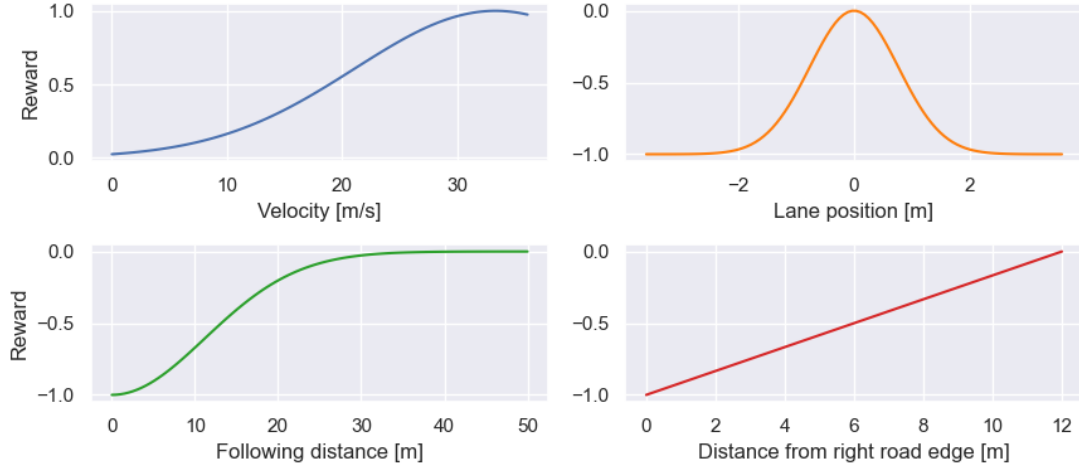 1.0
0.5
0.0
Reward
0 10 20 30
Velocity [m/s]
0.0
−0.5
−1.0
−2 0 2
Lane position [m]
0.0
−0.5
−1.0
Reward
0 10 20 30 40 50
Following distance [m]
0.0
−0.5
−1.0
0 2 4 6 8 10 12
Distance from right road edge [m]